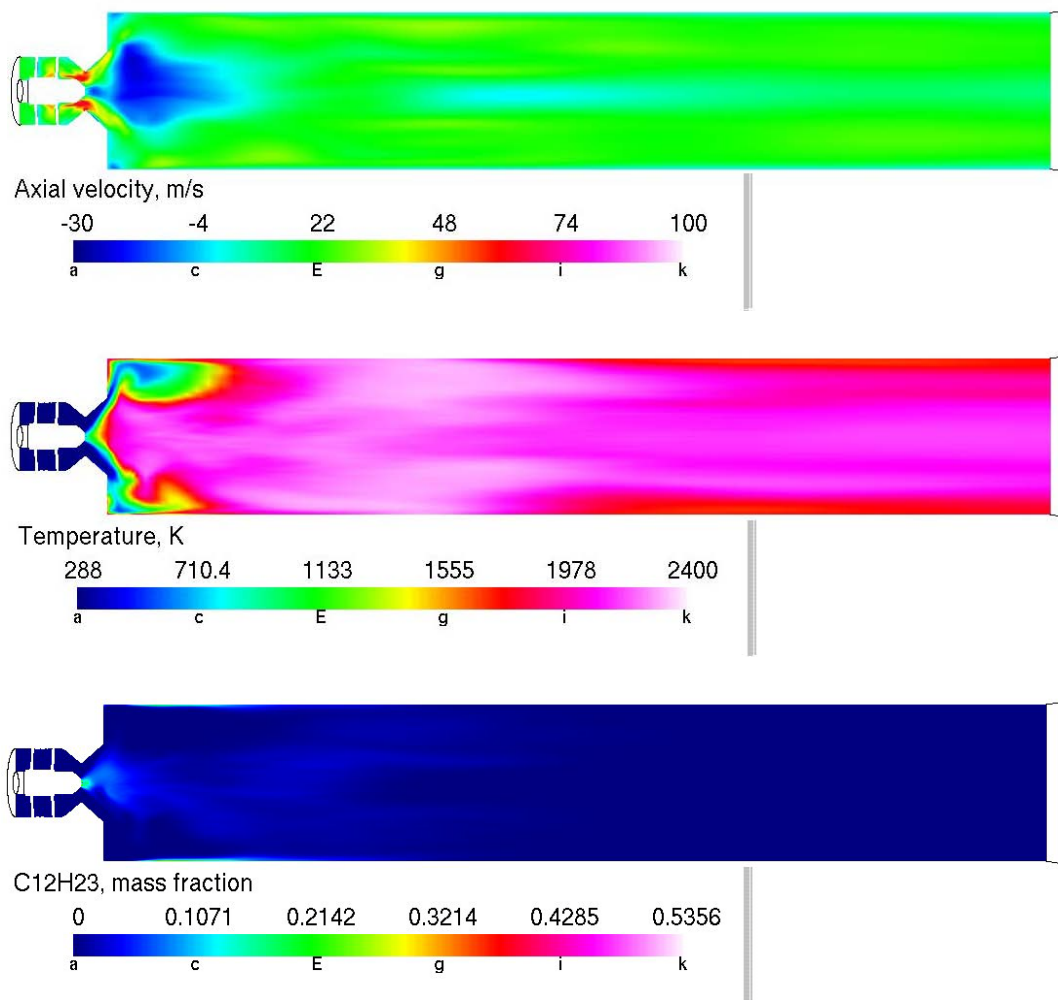 Axial velocity, m/s
-30 -4 22 48 74 100
a c E g i k
Temperature, K
288 710.4 1133 1555 1978 2400
a c E g i k
C12H23, mass fraction
0 0.1071 0.2142 0.3214 0.4285 0.5356
a c E g i k